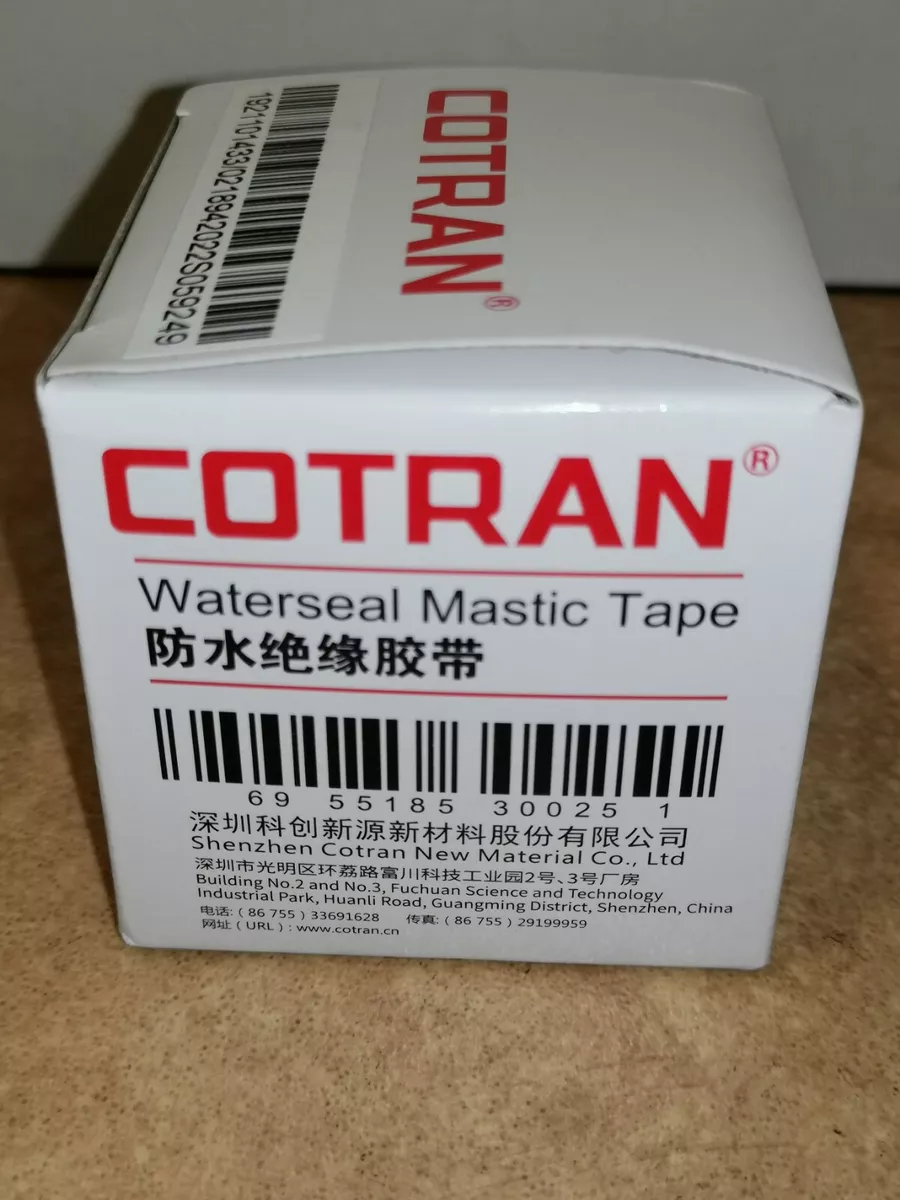 1921101433/0218942022S059249
COTRAN®
COTRAN®
Waterseal Mastic Tape
防水绝缘胶带
69 55185 30025 1
深圳科创新源新材料股份有限公司
Shenzhen Cotran New Material Co., Ltd
深圳市光明区环荔路富川科技工业园2号、3号厂房
Building No.2 and No.3, Fuchuan Science and Technology
Industrial Park, Huanli Road, Guangming District, Shenzhen, China
电话: ( 86 755 ) 33691628 传真: ( 86 755 ) 29199959
网址 ( URL ) : www.cotran.cn